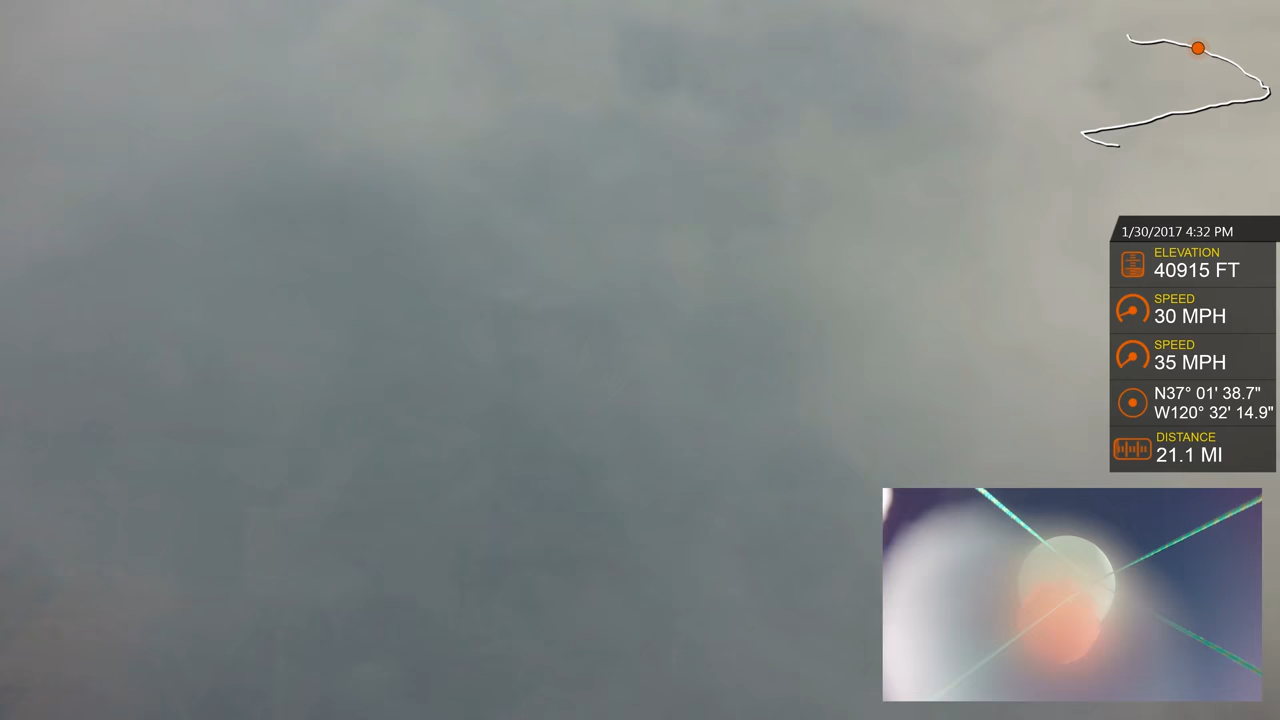 1/30/2017 4:32 PM
ELEVATION
40915 FT
SPEED
30 MPH
SPEED
35 MPH
N37° 01' 38.7"
W120° 32' 14.9"
DISTANCE
21.1 MI